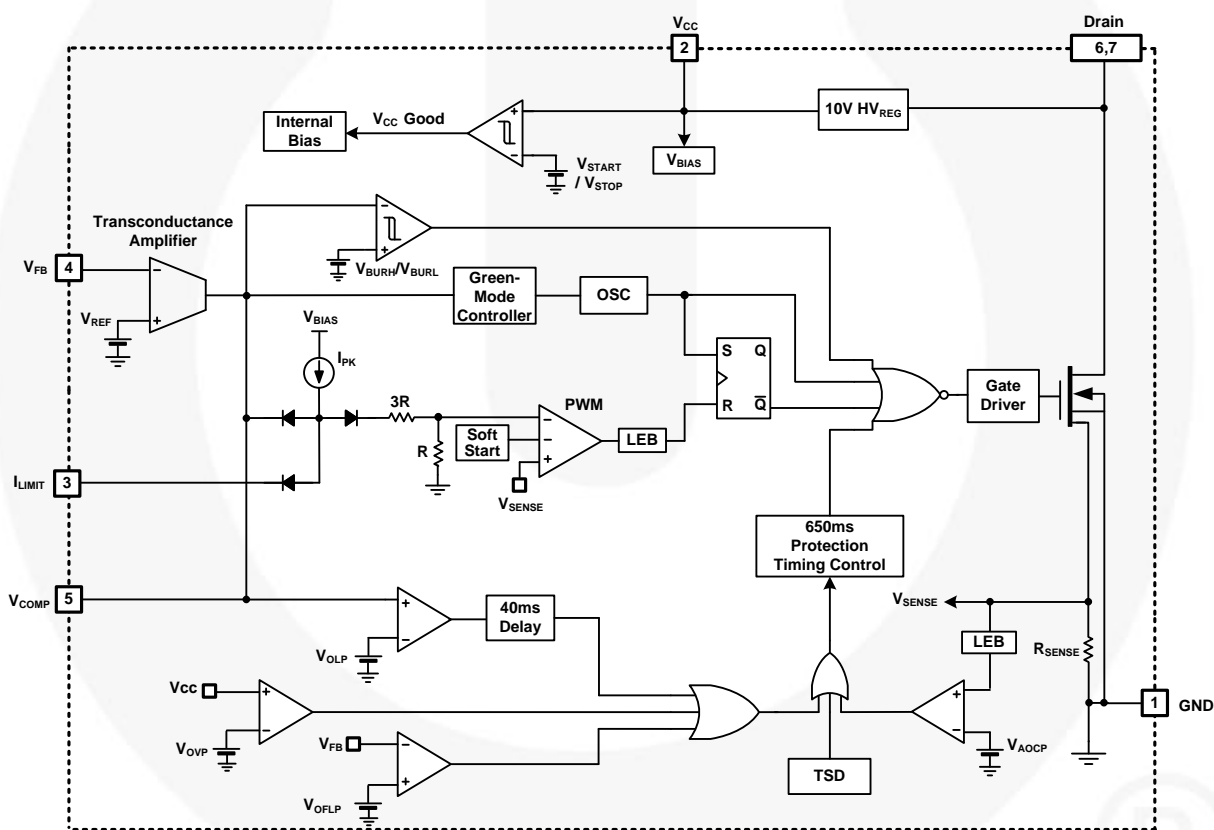 VCC
Drain
2
6,7
10V HVREG
VCC Good
Internal
Bias
+
−
VSTART
/ VSTOP
VBIAS
Transconductance
Amplifier
−
+
VBURH/VBURL
VFB
4
−
+
VREF
Green-
Mode
Controller
OSC
VBIAS
IPK
S
Q
R
Q
3R
PWM
−
−
+
Soft
Start
LEB
R
VSENSE
Gate
Driver
ILIMIT
3
650ms
Protection
Timing Control
VCOMP
5
+
−
VOLP
40ms
Delay
VSENSE
LEB
RSENSE
Vcc
+
−
VOVP
+
−
VAOCP
1
GND
VFB
−
+
VOFLP
TSD
R